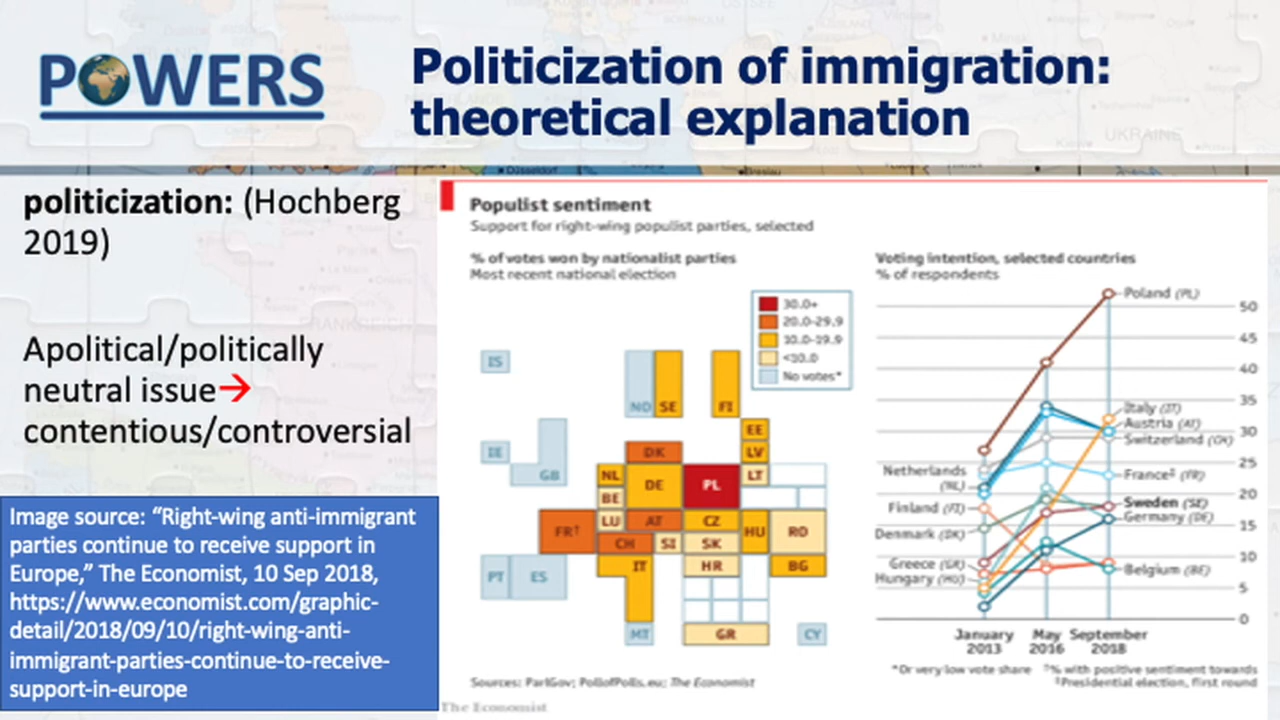 POWERS
Politicization of immigration:
theoretical explanation
UKRAINE
Düsseldorf
Breslau
politicization: (Hochberg
2019)
FRANKREICH
Apolitical/politically
neutral issue→
contentious/controversial
Image source: “Right-wing anti-immigrant
parties continue to receive support in
Europe,” The Economist, 10 Sep 2018,
https://www.economist.com/graphic-
detail/2018/09/10/right-wing-anti-
immigrant-parties-continue-to-receive-
support-in-europe
Populist sentiment
Support for right-wing populist parties, selected
% of votes won by nationalist parties
Most recent national election
30.0+
20.0-29.9
10.0-19.9
<10.0
No votes*
IS
NO SE FI
EE
IE GB DK LV
NL DE PL LT
BE
LU AT CZ HU RO
FR†
CH SI SK
IT HR BG
PT ES
MT GR CY
Sources: ParlGov; PollofPolls.eu; The Economist
The Economist
Voting intention, selected countries
% of respondents
Poland (PL)
50
45
40
35
Italy (IT)
Austria (AT)
30
Switzerland (CH)
25
Netherlands
(NL)
France‡ (FR)
20
Finland (FI)
Sweden (SE)
Germany (DE)
15
Denmark (DK)
10
Greece (GR)
Hungary (HU)
Belgium (BE)
5
0
January May September
2013 2016 2018
*Or very low vote share †% with positive sentiment towards
‡Presidential election, first round